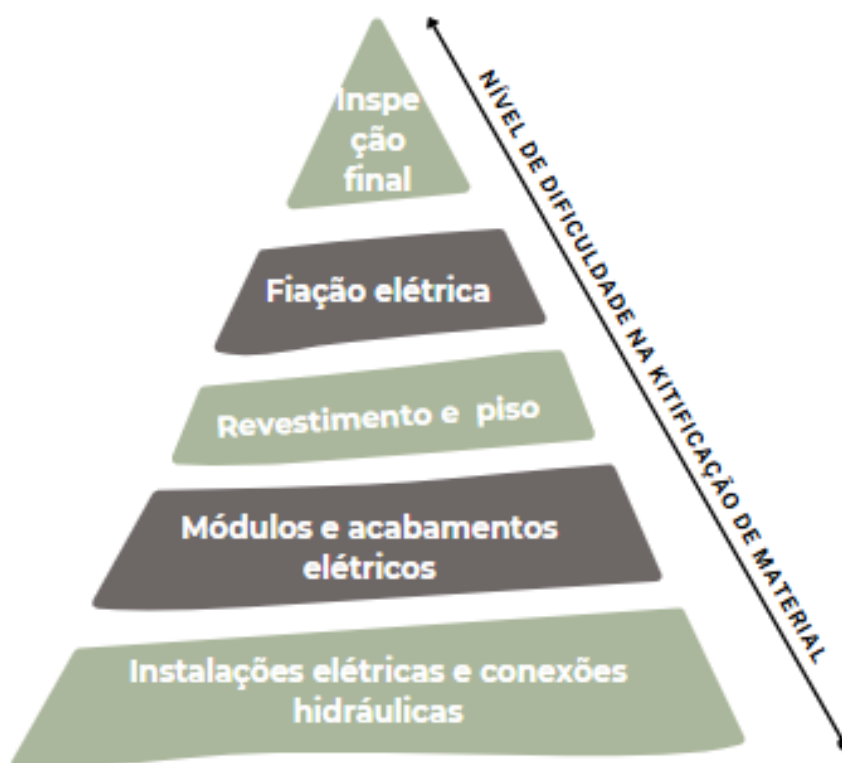 Inspe
ção
final
NÍVEL DE DIFICULDADE NA KITIFICAÇÃO DE MATERIAL
Fiação elétrica
Revestimento e piso
Módulos e acabamentos
elétricos
Instalações elétricas e conexões
hidráulicas